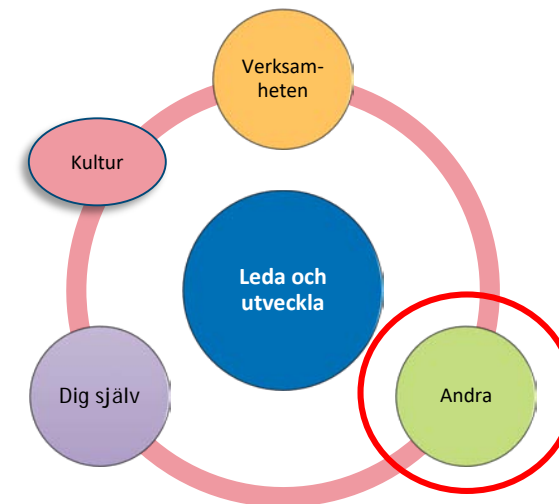 Verksam-
heten
Kultur
Leda och
utveckla
Dig själv
Andra